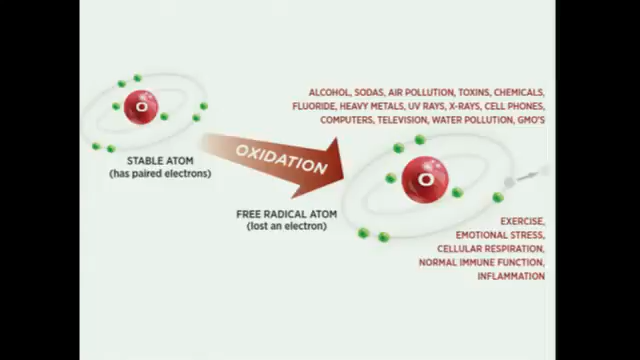 ALCOHOL, SODAS, AIR POLLUTION, TOXINS, CHEMICALS,
FLUORIDE, HEAVY METALS, UV RAYS, X-RAYS, CELL PHONES,
COMPUTERS, TELEVISION, WATER POLLUTION, GMO'S
O
OXIDATION
STABLE ATOM
(has paired electrons)
O
FREE RADICAL ATOM
(lost an electron)
EXERCISE,
EMOTIONAL STRESS,
CELLULAR RESPIRATION,
NORMAL IMMUNE FUNCTION,
INFLAMMATION